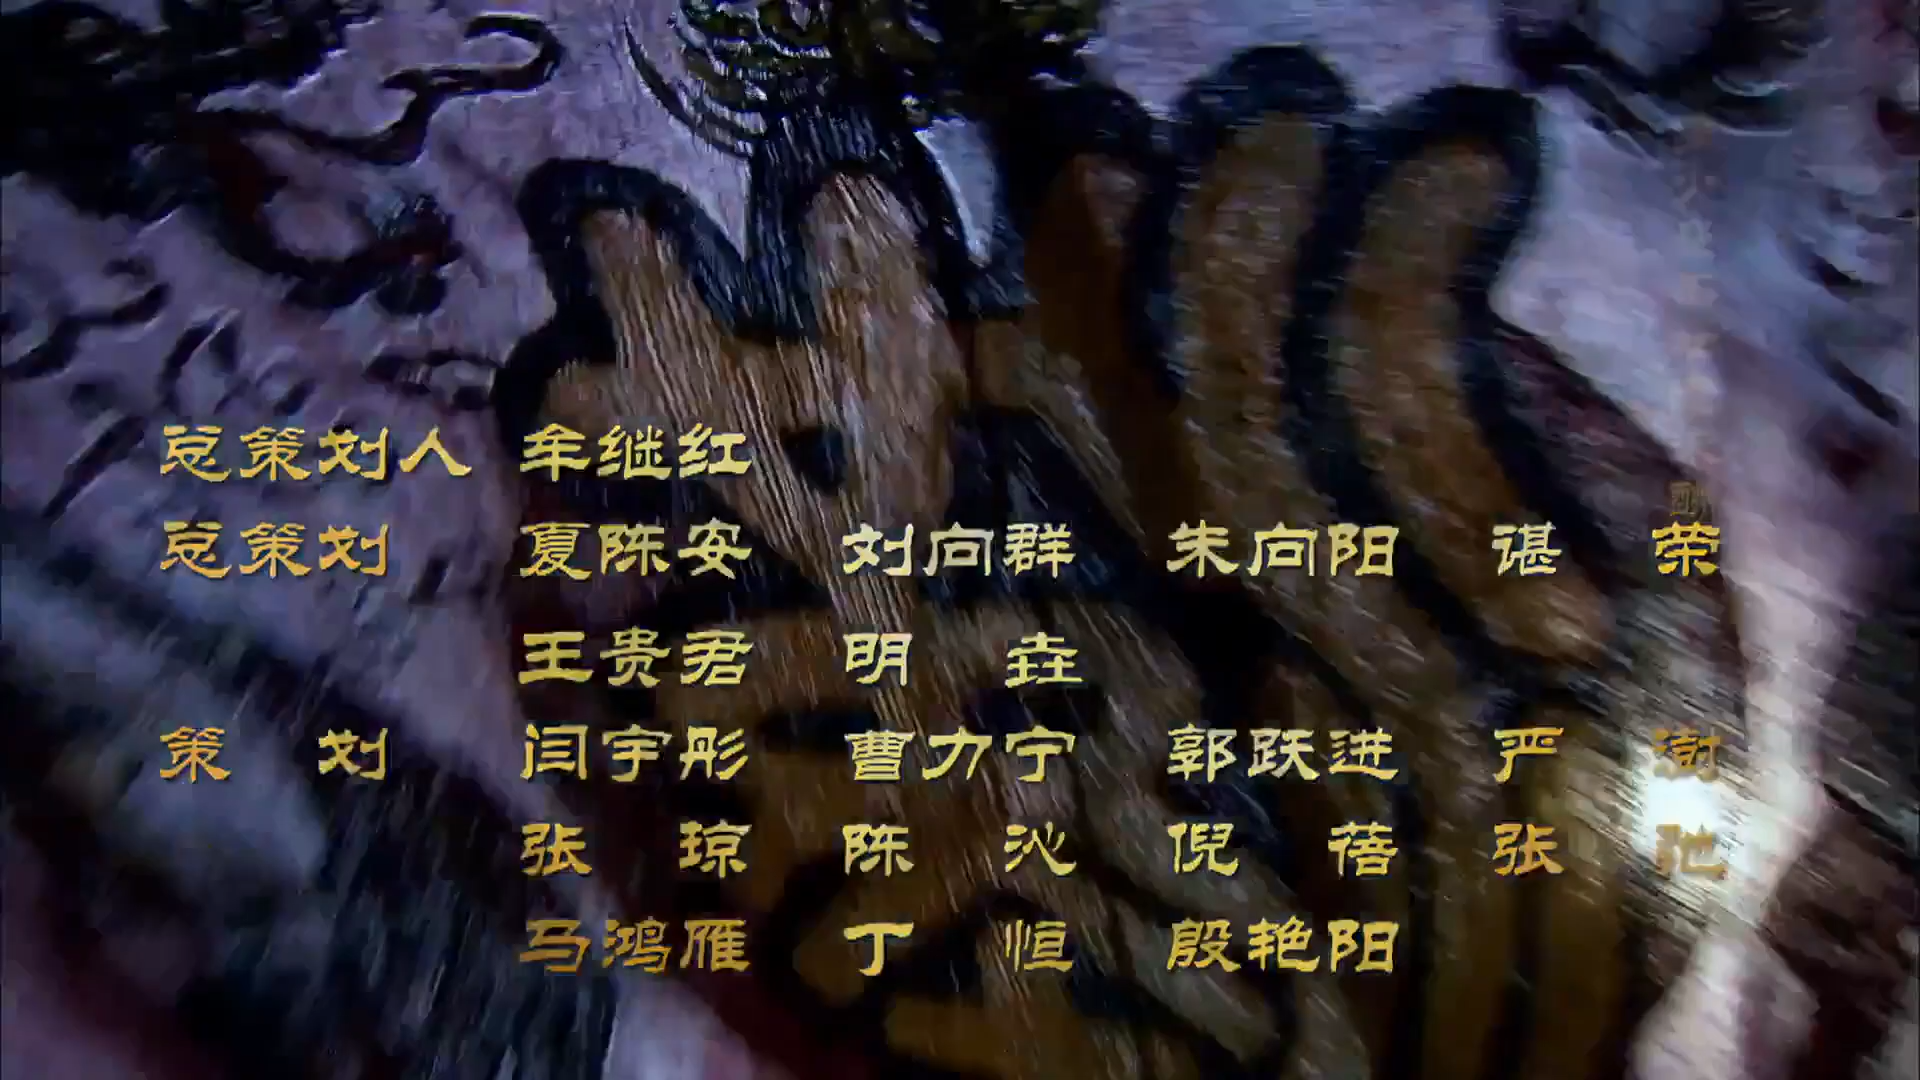 总策划人 牟继红
总策划 夏陈安 刘向群 朱向阳 谌荣
王贵君 明垚
策划 闫宇彤 曹力宁 郭跃进 严澍
张琼 陈沁 倪蓓 张弛
马鸿雁 丁恒 殷艳阳